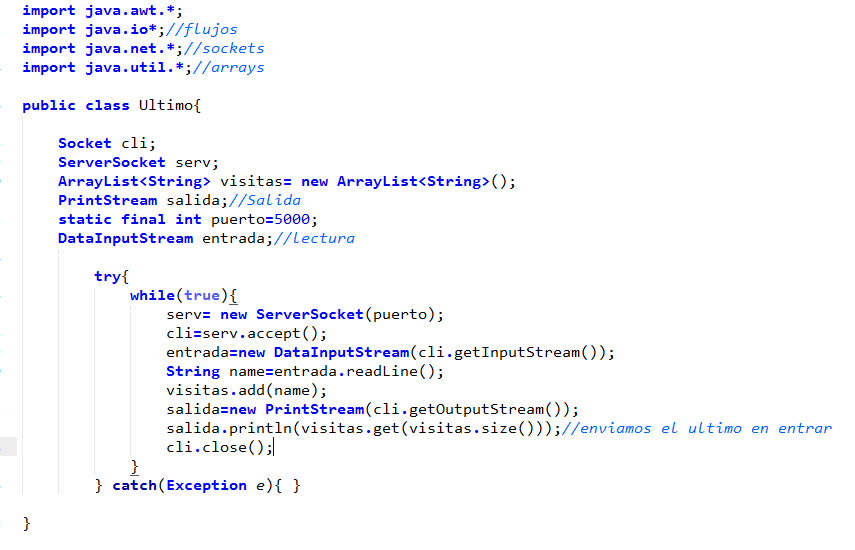 import java.awt.*;
import java.io*;//flujos
import java.net.*;//sockets
import java.util.*;//arrays
public class Ultimo{
Socket cli;
ServerSocket serv;
ArrayList<String> visitas= new ArrayList<String>();
PrintStream salida;//Salida
static final int puerto=5000;
DataInputStream entrada;//lectura
try{
while(true){
serv= new ServerSocket(puerto);
cli=serv.accept();
entrada=new DataInputStream(cli.getInputStream());
String name=entrada.readLine();
visitas.add(name);
salida=new PrintStream(cli.getOutputStream());
salida.println(visitas.get(visitas.size()));//enviamos el ultimo en entrar
cli.close();
}
} catch(Exception e){ }
}